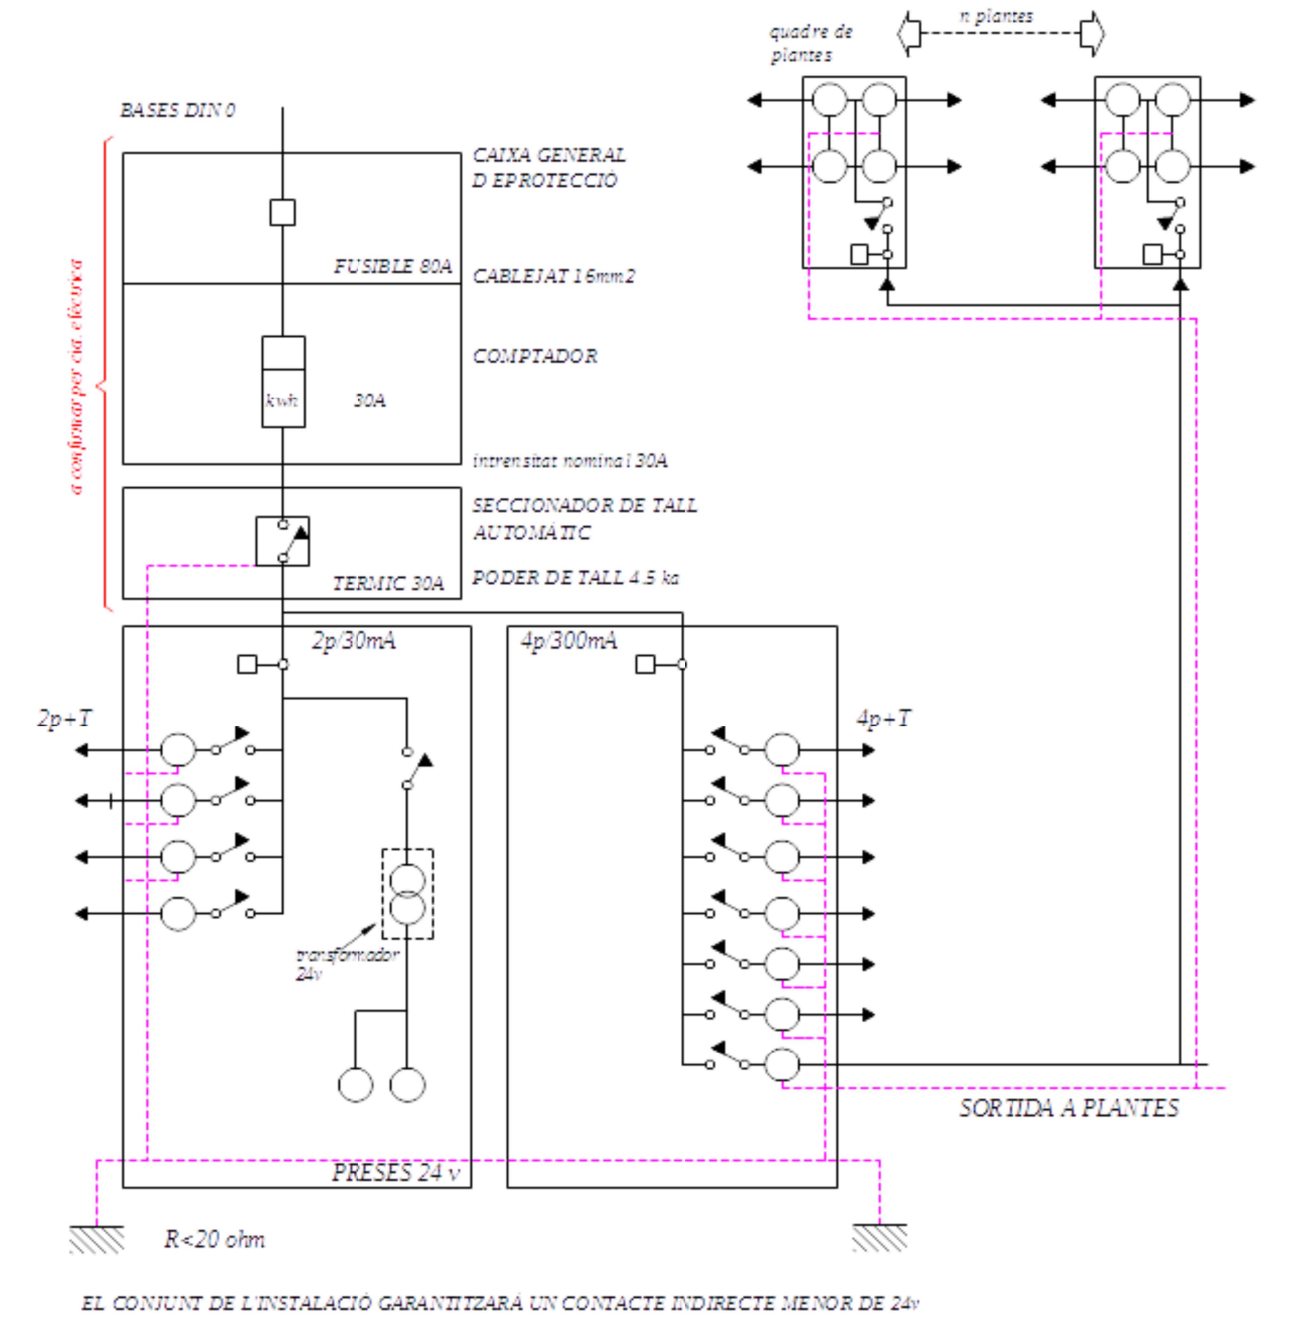 n plantes
quadre de
plantes
BASES DIN 0
CAIXA GENERAL
D EPROTECCIÓ
FUSIBLE 80A
CABLEJAT 16mm2
a confirmar per cia. elèctrica
COMPTADOR
kwh
30A
intrensitat nominal 30A
SECCIONADOR DE TALL
AUTOMÀTIC
TERMIC 30A
PODER DE TALL 4.5 ka
2p/30mA
4p/300mA
2p+T
4p+T
transformador
24v
SORTIDA A PLANTES
PRESES 24 v
R<20 ohm
EL CONJUNT DE L'INSTALACIÓ GARANTITZARÀ UN CONTACTE INDIRECTE MENOR DE 24v